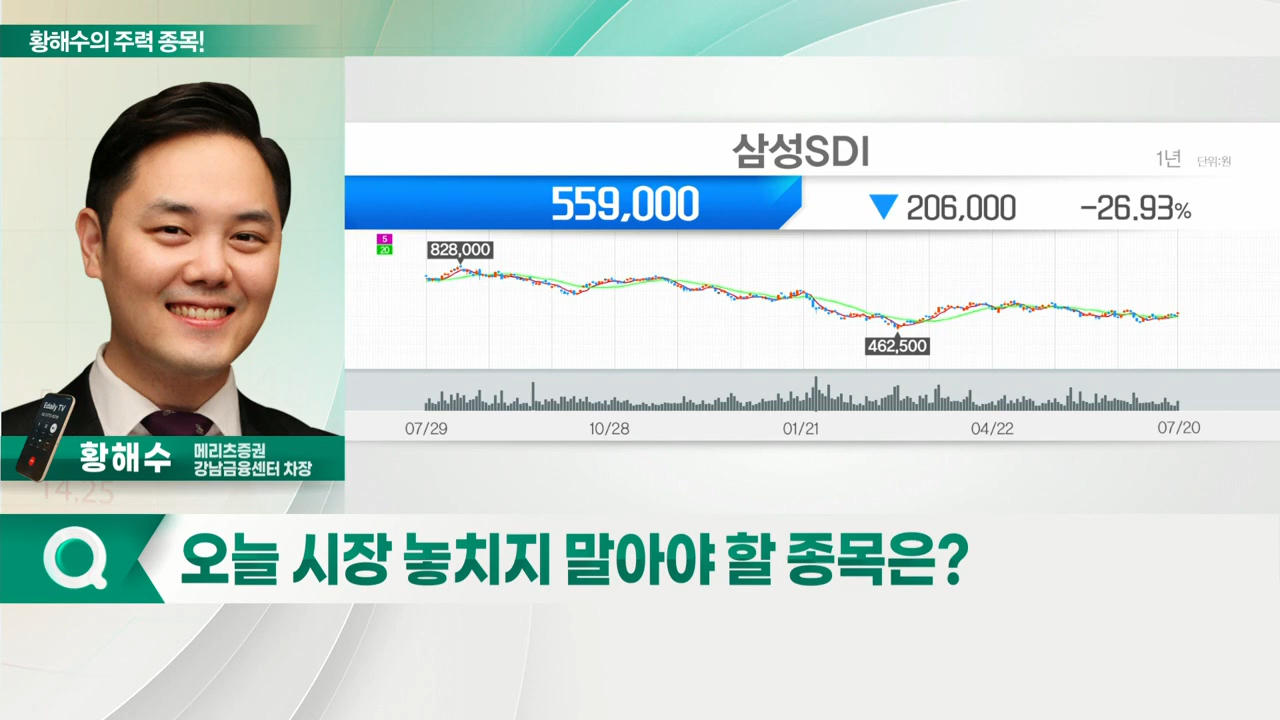 황해수의 주력 종목!
삼성SDI
1년 단위:원
559,000 ▼ 206,000 -26.93%
5
20
828,000
462,500
07/29 10/28 01/21 04/22 07/20
Edaily TV
황해수
메리츠증권
강남금융센터 차장
14.25
Q 오늘 시장 놓치지 말아야 할 종목은?